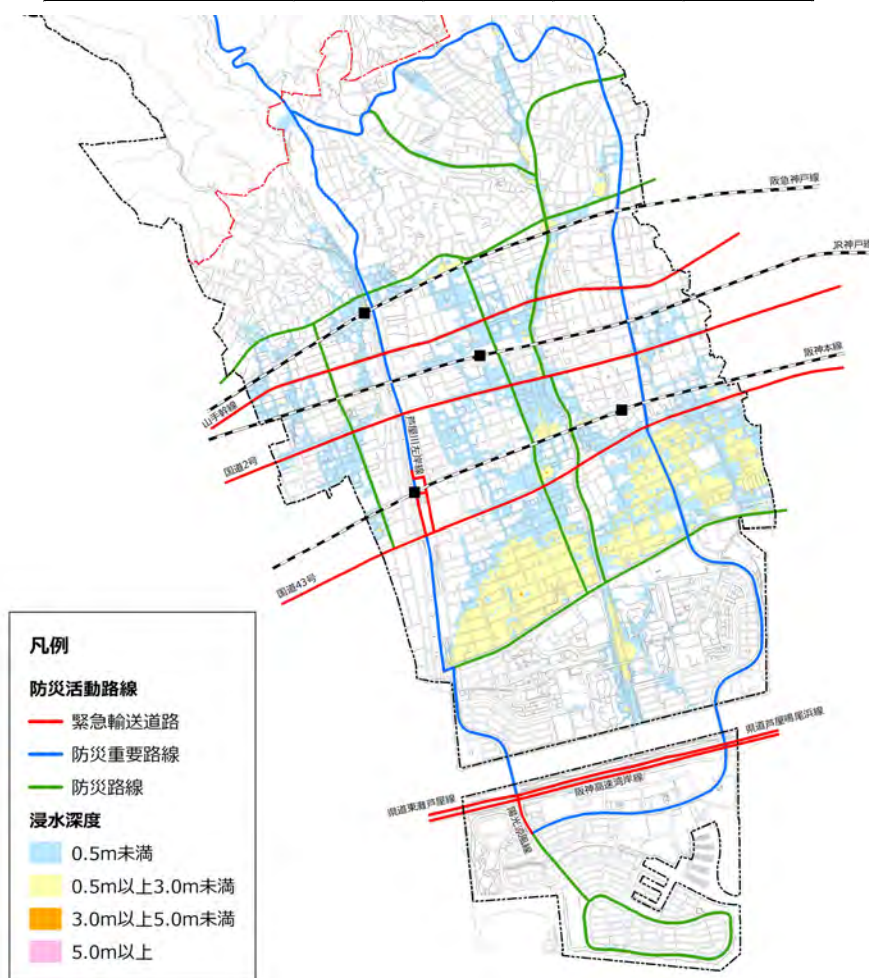 阪急神戸線
JR神戸線
阪神本線
山手幹線
国道2号
芦屋川左岸線
国道43号
県道芦屋鳴尾浜線
阪神高速湾岸線
県道東灘芦屋線
陽光涼風線
凡例
防災活動路線
緊急輸送道路
防災重要路線
防災路線
浸水深度
0.5m未満
0.5m以上3.0m未満
3.0m以上5.0m未満
5.0m以上